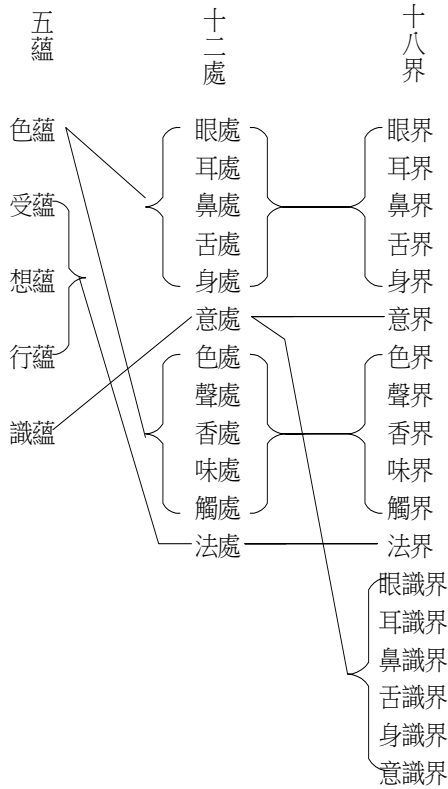 五蘊
十二處
十八界
色蘊
受蘊
想蘊
行蘊
識蘊
眼處
耳處
鼻處
舌處
身處
意處
色處
聲處
香處
味處
觸處
法處
眼界
耳界
鼻界
舌界
身界
意界
色界
聲界
香界
味界
觸界
法界
眼識界
耳識界
鼻識界
舌識界
身識界
意識界